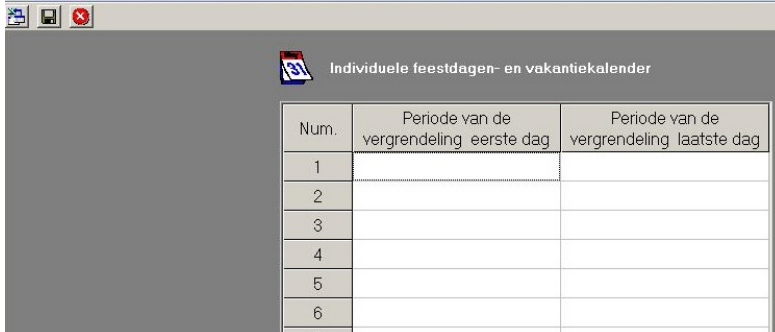 31
Individuele feestdagen- en vakantiekalender
Num.
Periode van de
vergrendeling eerste dag
Periode van de
vergrendeling laatste dag
1
2
3
4
5
6